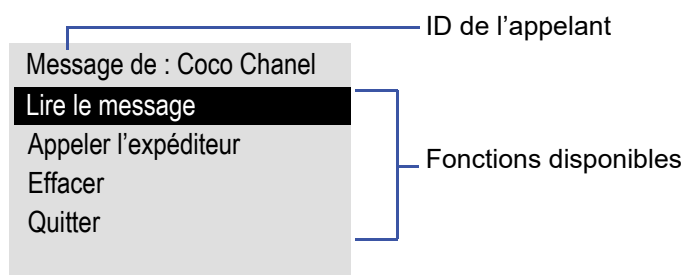 ID de l’appelant
Message de : Coco Chanel
Lire le message
Appeler l’expéditeur
Fonctions disponibles
Effacer
Quitter